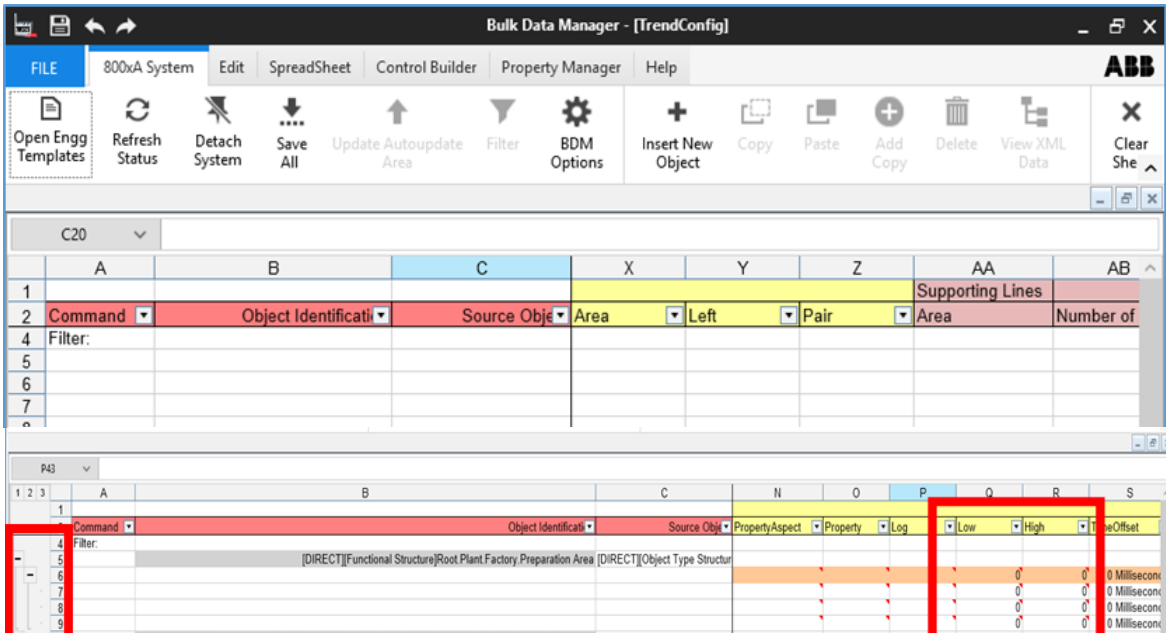 Bulk Data Manager - [TrendConfig]
FILE 800xA System Edit SpreadSheet Control Builder Property Manager Help ABB
Open Engg Templates Refresh Status Detach System Save All Update Autoupdate Area Filter BDM Options Insert New Object Copy Paste Add Copy Delete View XML Data Clear She
C20
A B C X Y Z AA AB
1 Supporting Lines
2 Command Object Identificati Source Obje Area Left Pair Area Number of
4 Filter:
5
6
7
P43
1 2 3 A B C N O P Q R S
1
Command Object Identificati Source Obje PropertyAspect Property Log Low High Offset
4 Filter:
5 [DIRECT][Functional Structure]Root.Plant.Factory.Preparation Area [DIRECT][Object Type Structur
6 0 0 0 Millisecond
7 0 0 0 Millisecond
8 0 0 0 Millisecond
9 0 0 0 Millisecond